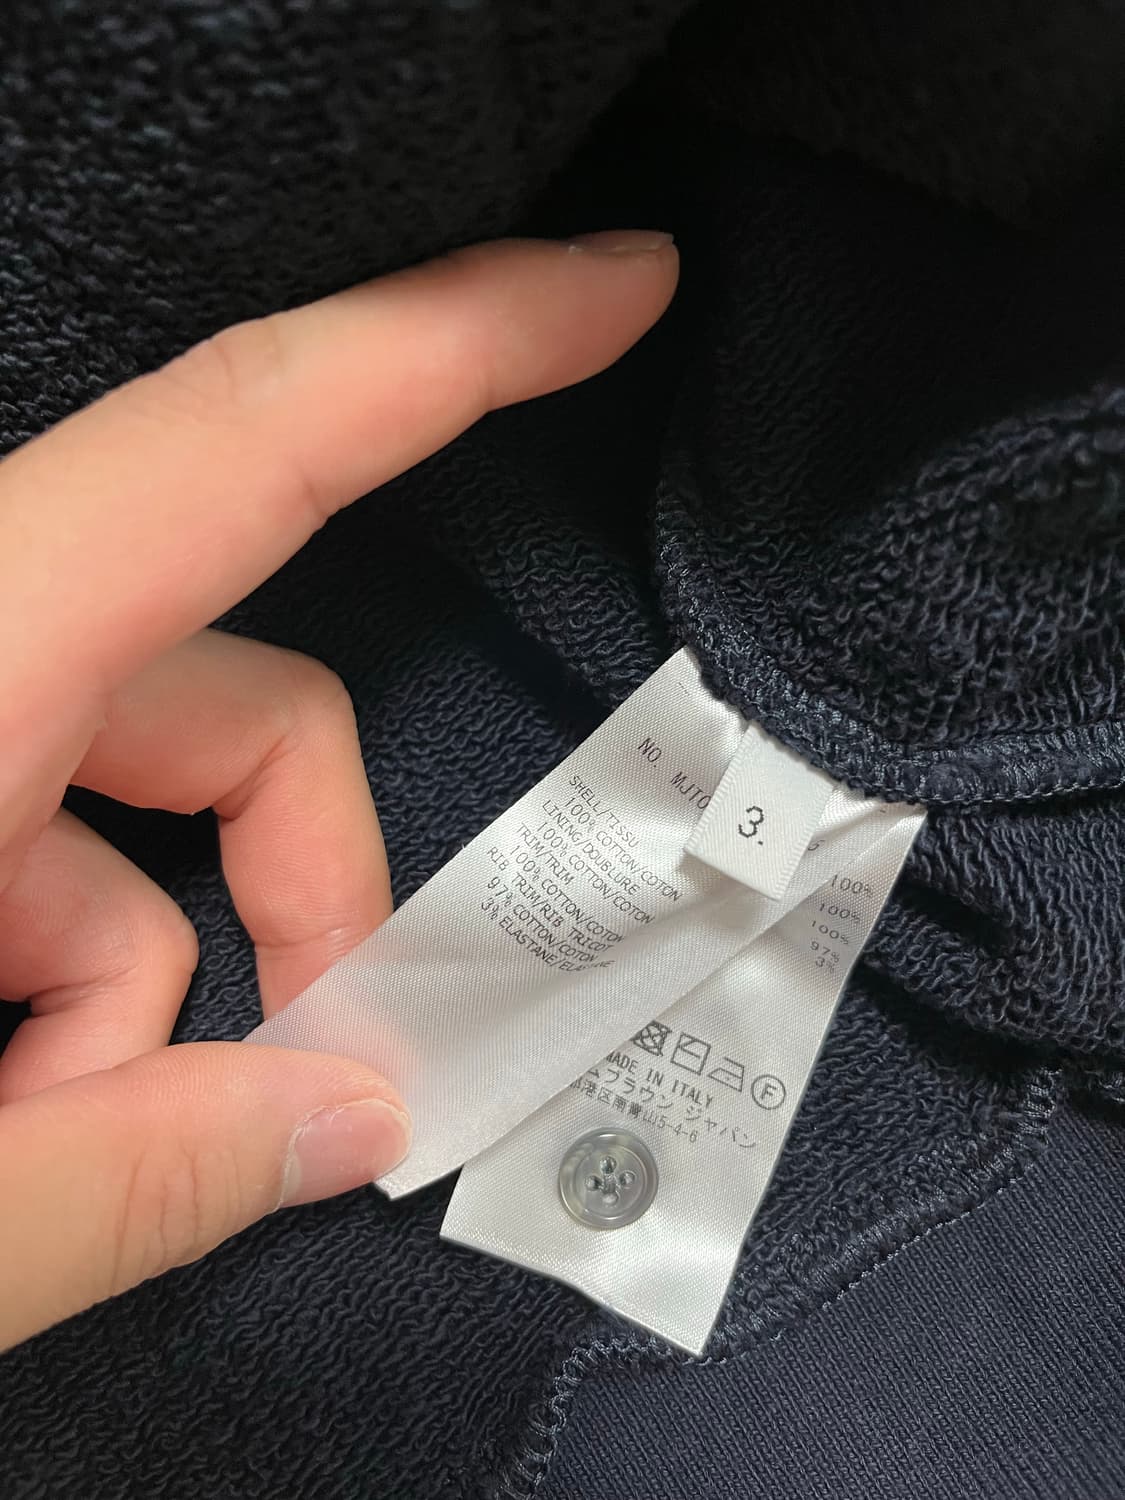 NO. MJT0
3.
SHELL/TISSU
100% COTTON/COTON
LINING/DOUBLURE
100% COTTON/COTON
TRIM/TRIM
100% COTTON/COTON
RIB TRIM/RIB TRICOT
97% COTTON/COTON
3% ELASTANE/
100%
100%
100%
97%
3%
F
MADE IN ITALY
ブラウン ジャパン
港区南青山5-4-6